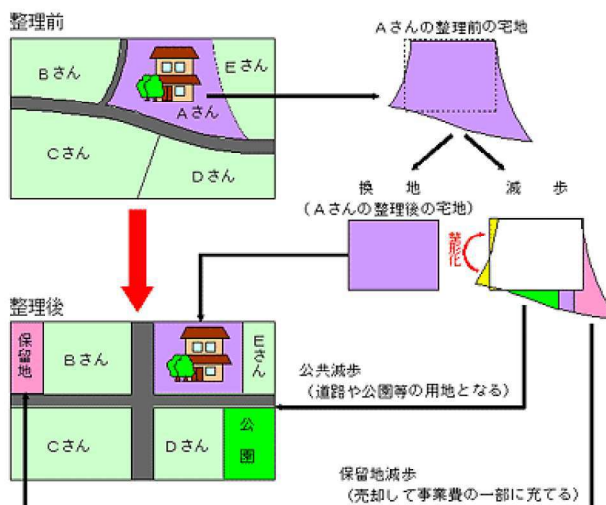 整理前
Bさん
Aさん
Eさん
Cさん
Dさん
Aさんの整理前の宅地
換地
(Aさんの整理後の宅地)
減歩
整形化
整理後
保留地
Bさん
Eさん
Cさん
Dさん
公園
公共減歩
(道路や公園等の用地となる)
保留地減歩
(売却して事業費の一部に充てる)